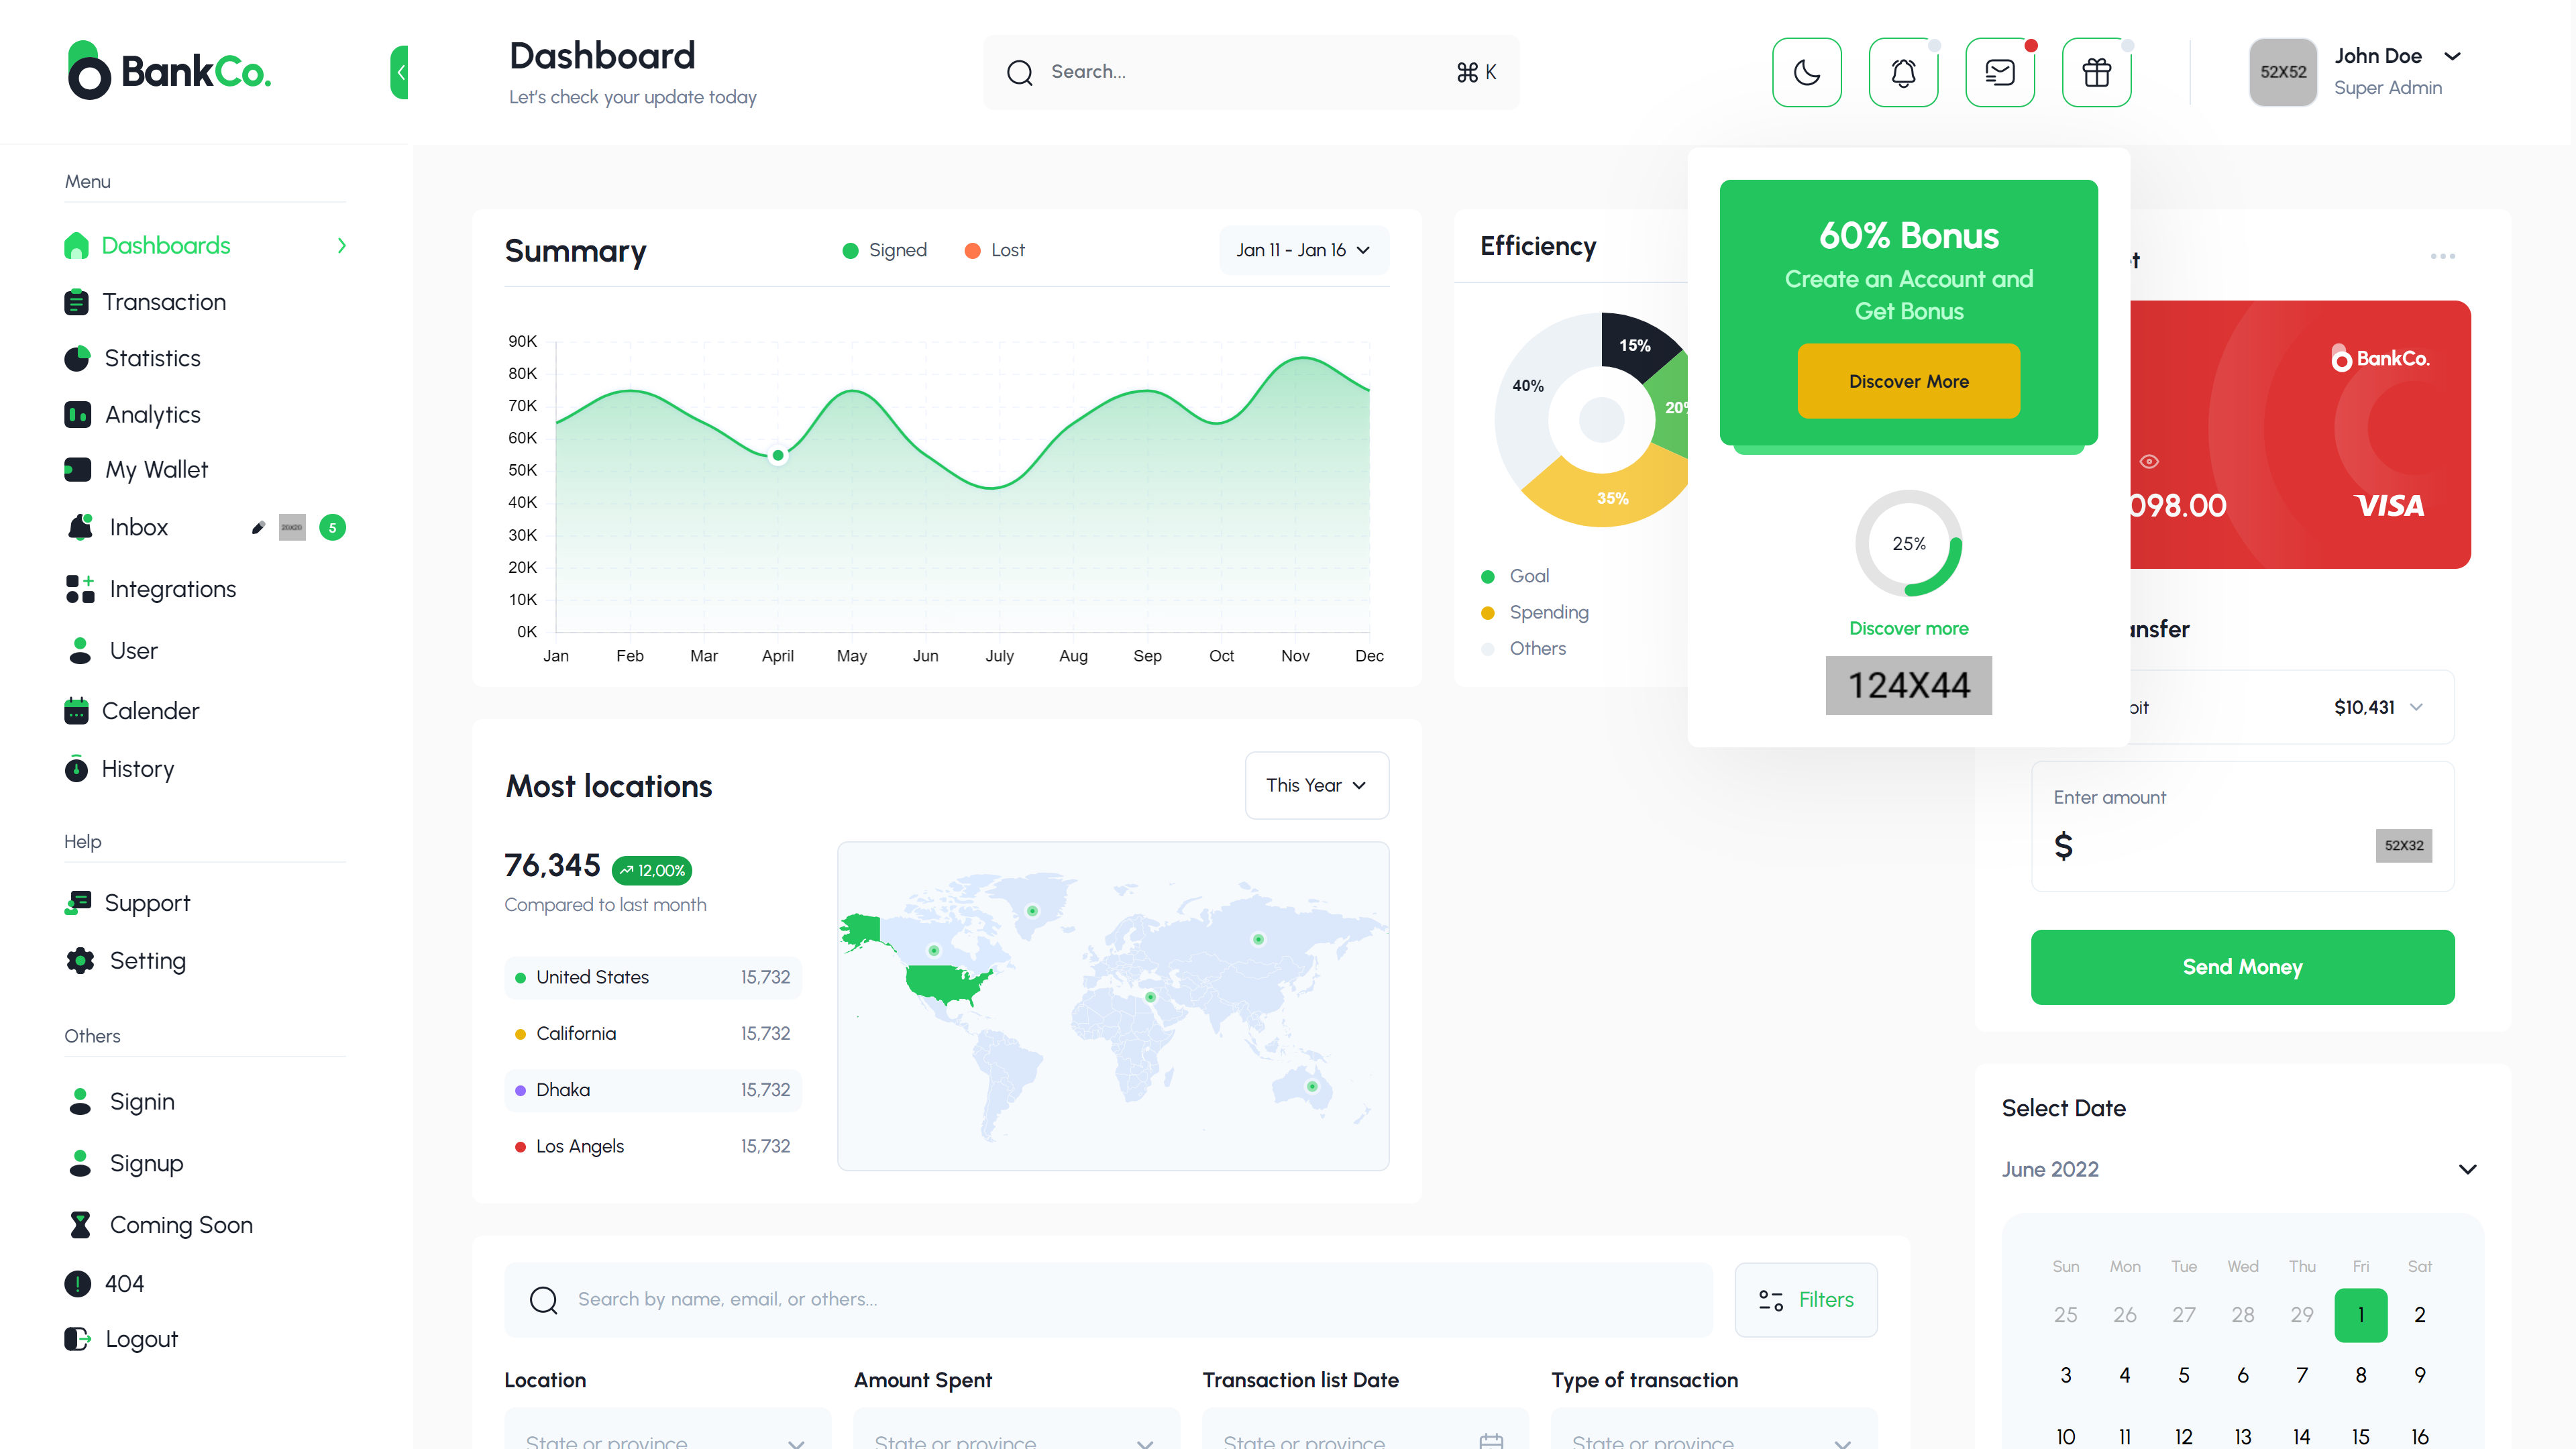 BankCo.
Dashboard
Let's check your update today
Search...
⌘ K
52X52
John Doe
Super Admin
Menu
Dashboards
Transaction
Statistics
Analytics
My Wallet
Inbox
20X20
5
Integrations
User
Calender
History
Help
Support
Setting
Others
Signin
Signup
Coming Soon
404
Logout
Summary
Signed
Lost
Jan 11 - Jan 16
90K
80K
70K
60K
50K
40K
30K
20K
10K
0K
Jan Feb Mar April May Jun July Aug Sep Oct Nov Dec
Efficiency
15%
40%
20%
35%
Goal
Spending
Others
60% Bonus
Create an Account and
Get Bonus
Discover More
25%
Discover more
124X44
BankCo.
098.00
VISA
$10,431
Enter amount
$
52X32
Send Money
Most locations
This Year
76,345
12,00%
Compared to last month
United States 15,732
California 15,732
Dhaka 15,732
Los Angels 15,732
Select Date
June 2022
Sun Mon Tue Wed Thu Fri Sat
25 26 27 28 29 1 2
3 4 5 6 7 8 9
10 11 12 13 14 15 16
Search by name, email, or others...
Filters
Location
Amount Spent
Transaction list Date
Type of transaction
State or province
State or province
State or province
State or province